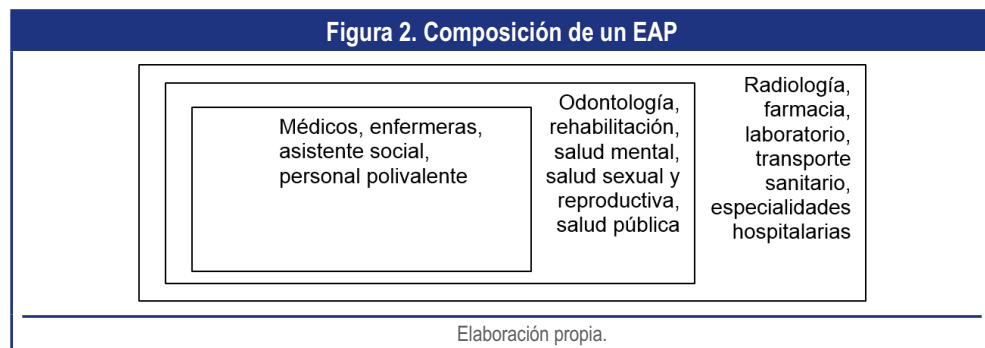 Figura 2. Composición de un EAP
Médicos, enfermeras,
asistente social,
personal polivalente
Odontología,
rehabilitación,
salud mental,
salud sexual y
reproductiva,
salud pública
Radiología,
farmacia,
laboratorio,
transporte
sanitario,
especialidades
hospitalarias
Elaboración propia.